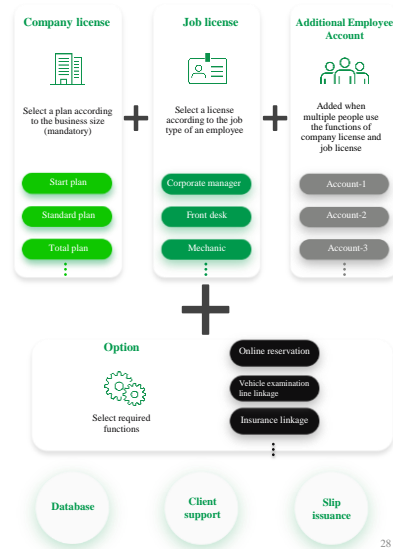 Company license
Select a plan according
to the business size
(mandatory)
Start plan
Standard plan
Total plan
Job license
Select a license
according to the job
type of an employee
Corporate manager
Front desk
Mechanic
Additional Employee
Account
Added when
multiple people use
the functions of
company license and
job license
Account-1
Account-2
Account-3
Option
Select required
functions
Online reservation
Vehicle examination
line linkage
Insurance linkage
Database
Client
support
Slip
issuance
28